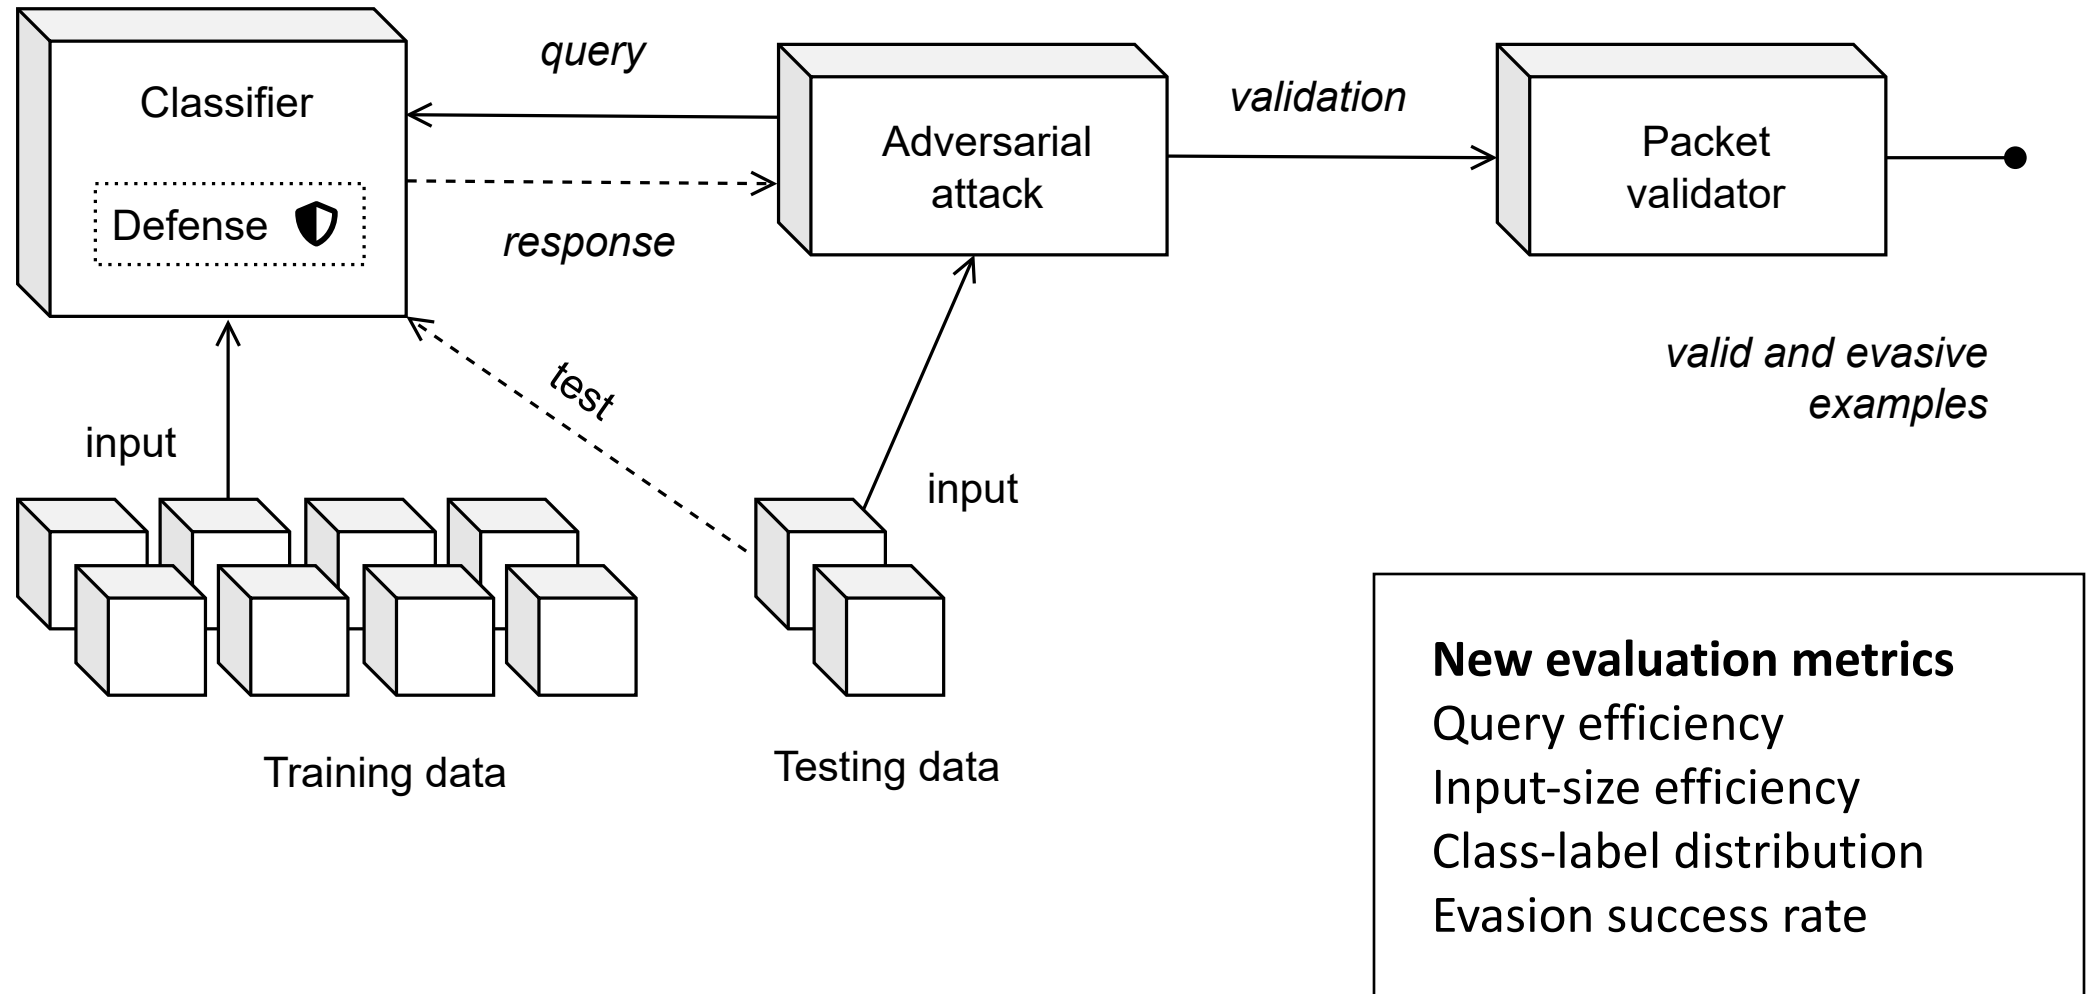 query
Classifier
validation
Adversarial
attack
Packet
validator
Defense
response
valid and evasive
examples
test
input
input
Training data
Testing data
New evaluation metrics
Query efficiency
Input-size efficiency
Class-label distribution
Evasion success rate